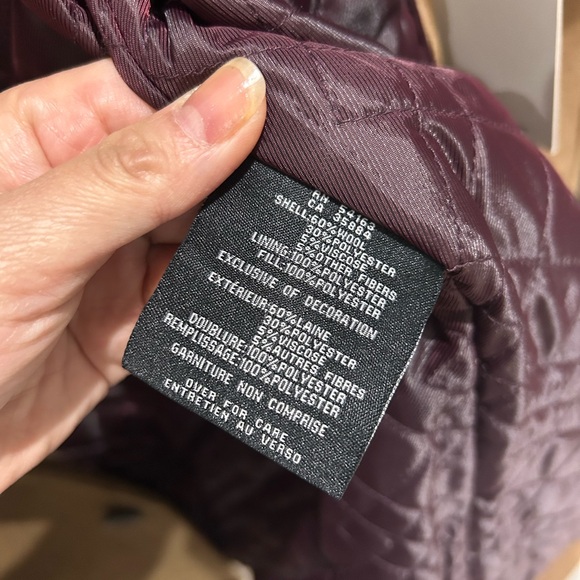 RN 54163
CA 35884
SHELL:60%WOOL
30%POLYESTER
5%VISCOSE
5%OTHER FIBERS
LINING:100%POLYESTER
FILL:100%POLYESTER
EXCLUSIVE OF DECORATION
EXTÉRIEUR:60%LAINE
30%POLYESTER
5%VISCOSE
5%AUTRES FIBRES
DOUBLURE:100%POLYESTER
REMPLISSAGE:100%POLYESTER
GARNITURE NON COMPRISE
OVER FOR CARE
ENTRETIEN AU VERSO